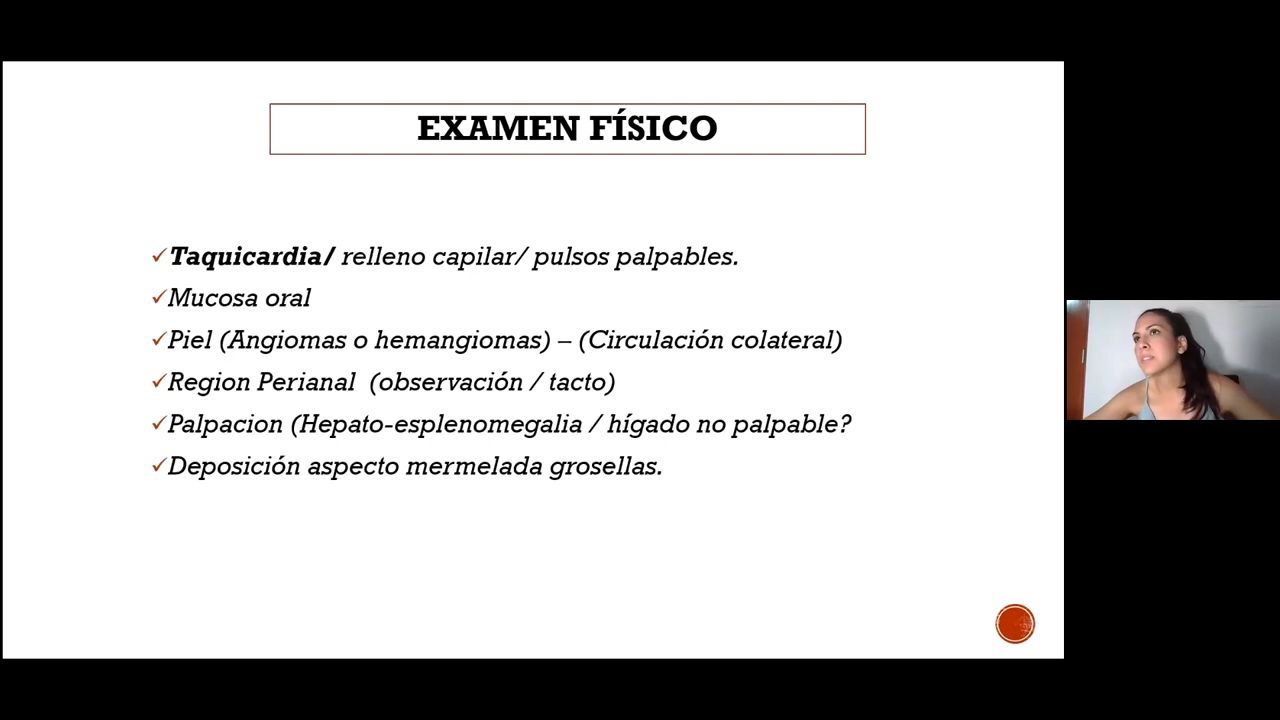 EXAMEN FÍSICO
Taquicardia/ relleno capilar/ pulsos palpables.
Mucosa oral
Piel (Angiomas o hemangiomas) – (Circulación colateral)
Region Perianal (observación / tacto)
Palpacion (Hepato-esplenomegalia / hígado no palpable?
Deposición aspecto mermelada grosellas.